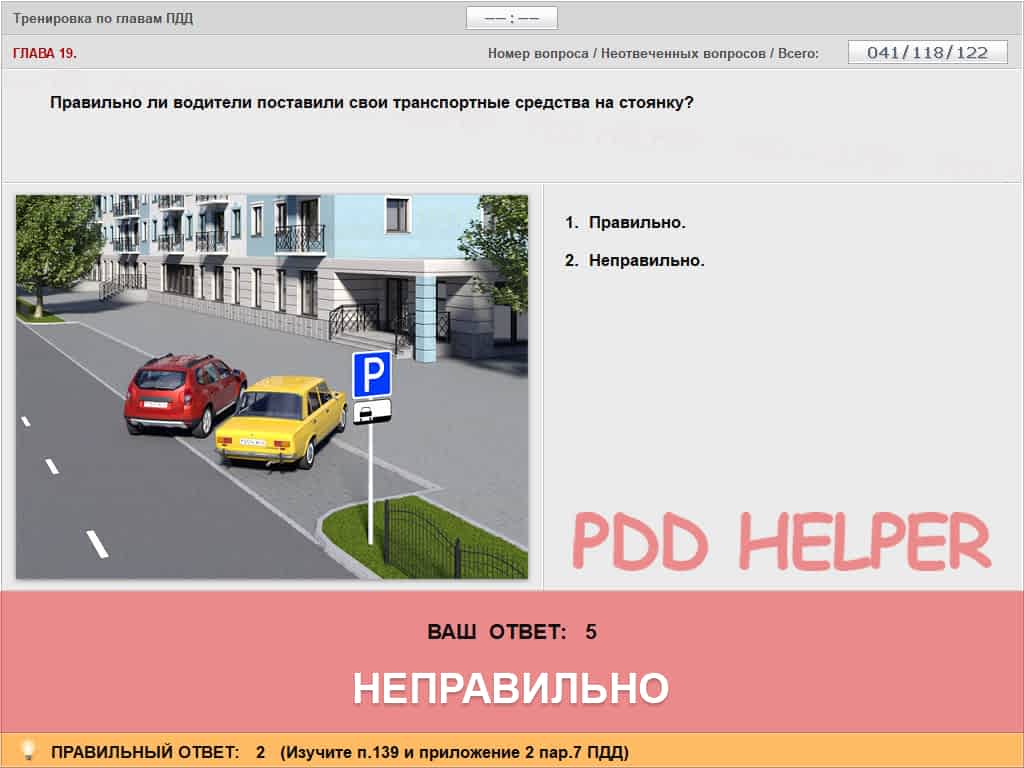 Тренировка по главам ПДД
—— : ——
ГЛАВА 19.
Номер вопроса / Неотвеченных вопросов / Всего:
041/118/122
Правильно ли водители поставили свои транспортные средства на стоянку?
1. Правильно.
2. Неправильно.
P
PDD HELPER
ВАШ ОТВЕТ: 5
НЕПРАВИЛЬНО
ПРАВИЛЬНЫЙ ОТВЕТ: 2 (Изучите п.139 и приложение 2 пар.7 ПДД)